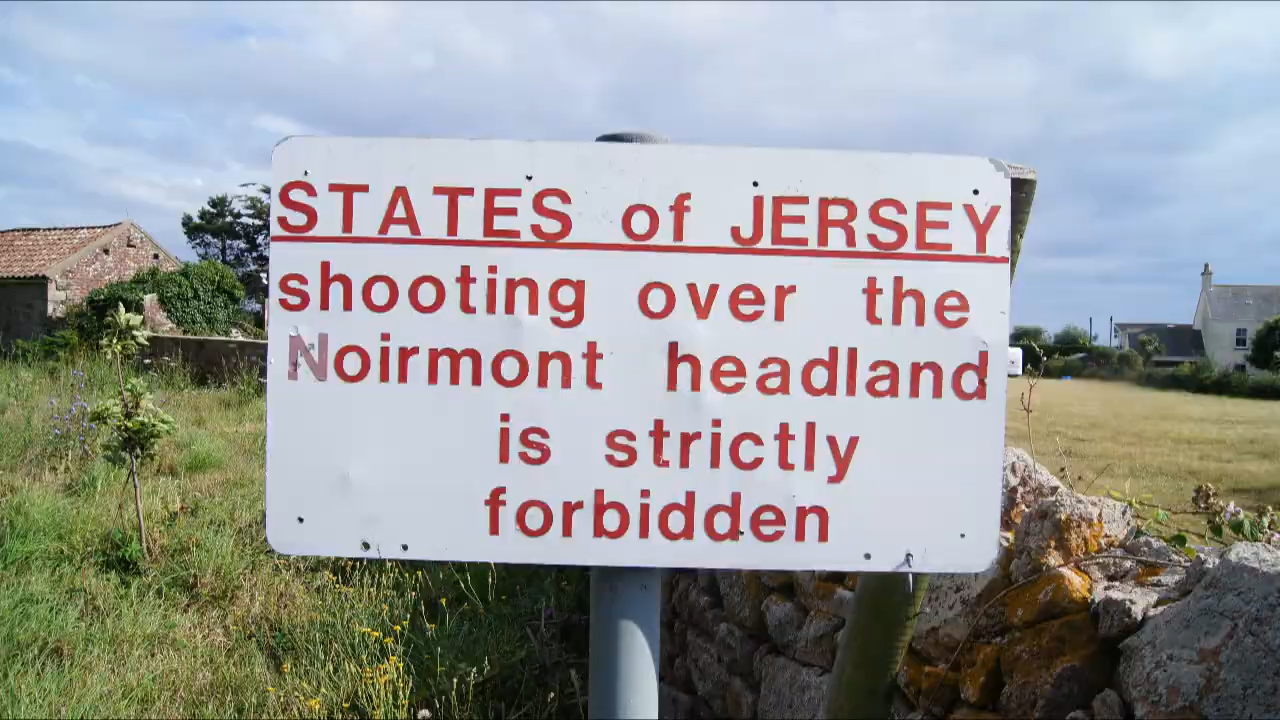 STATES of JERSEY
shooting over the
Noirmont headland
is strictly
forbidden